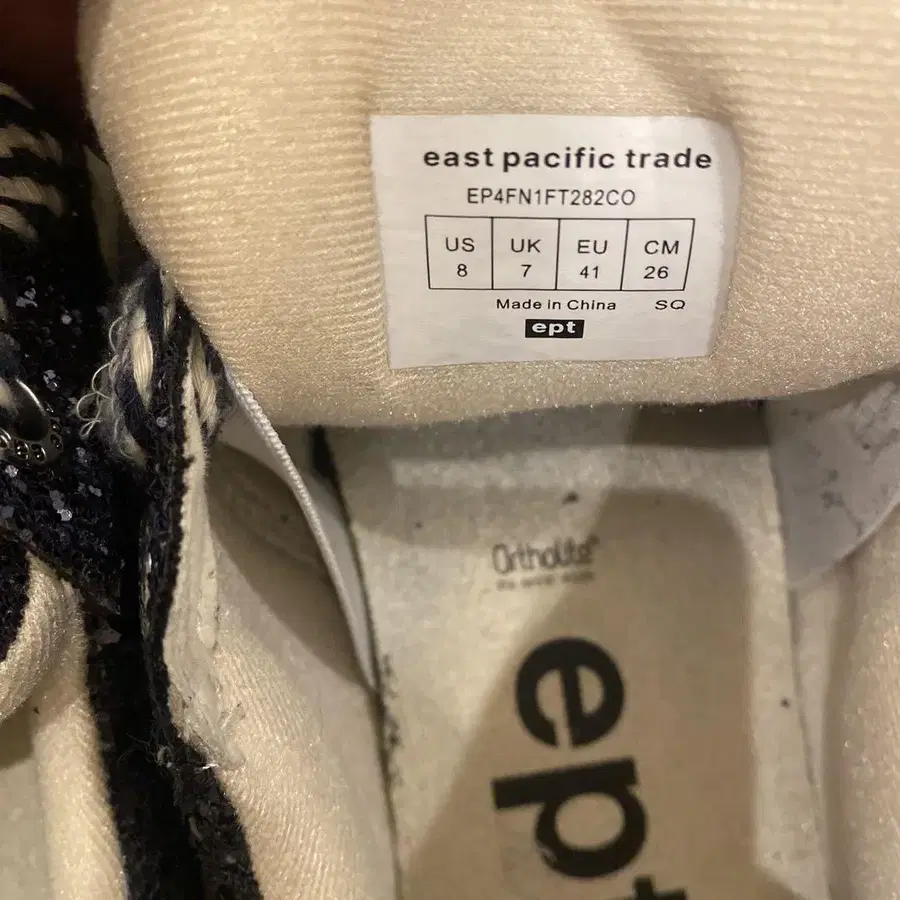 east pacific trade
EP4FN1FT282CO
US UK EU CM
8 7 41 26
Made in China SQ
ept
Ortholite
ept